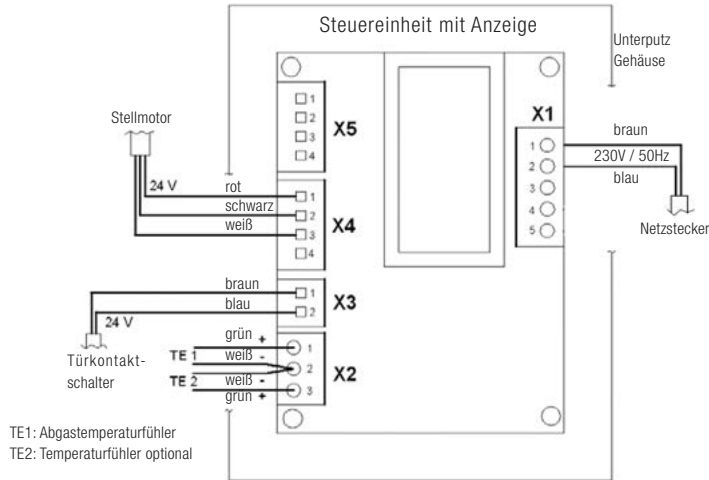 Steuereinheit mit Anzeige
Unterputz
Gehäuse
Stellmotor
24 V
rot
schwarz
weiß
braun
blau
24 V
Türkontakt-
schalter
grün +
TE 1 weiß -
TE 2 weiß -
grün +
1
2
3
4
X5
1
2
3
4
X4
1
2
X3
1
2
3
X2
X1
1
2
3
4
5
braun
230V / 50Hz
blau
Netzstecker
TE1: Abgastemperaturfühler
TE2: Temperaturfühler optional